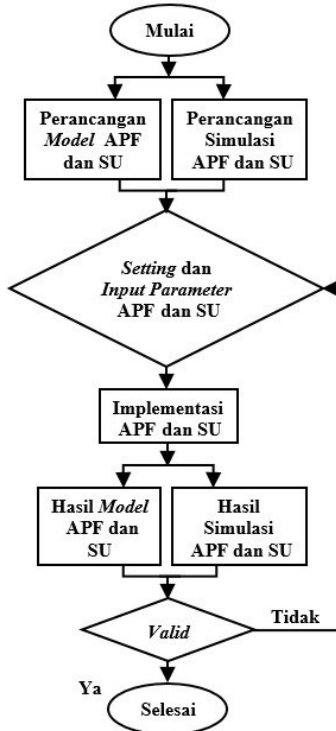 Mulai
Perancangan
Model APF
dan SU
Perancangan
Simulasi
APF dan SU
Setting dan
Input Parameter
APF dan SU
Implementasi
APF dan SU
Hasil Model
APF dan
SU
Hasil
Simulasi
APF dan SU
Valid
Tidak
Ya
Selesai